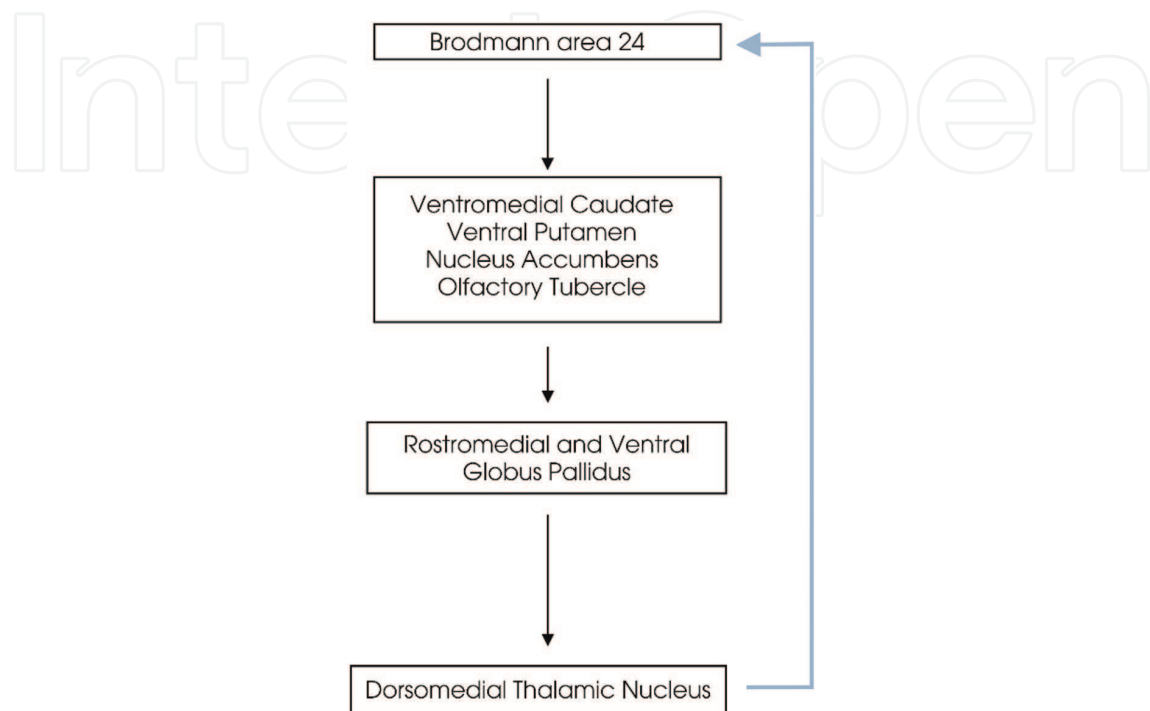 IntechOpen
Brodmann area 24
Ventromedial Caudate
Ventral Putamen
Nucleus Accumbens
Olfactory Tubercle
Rostromedial and Ventral
Globus Pallidus
Dorsomedial Thalamic Nucleus